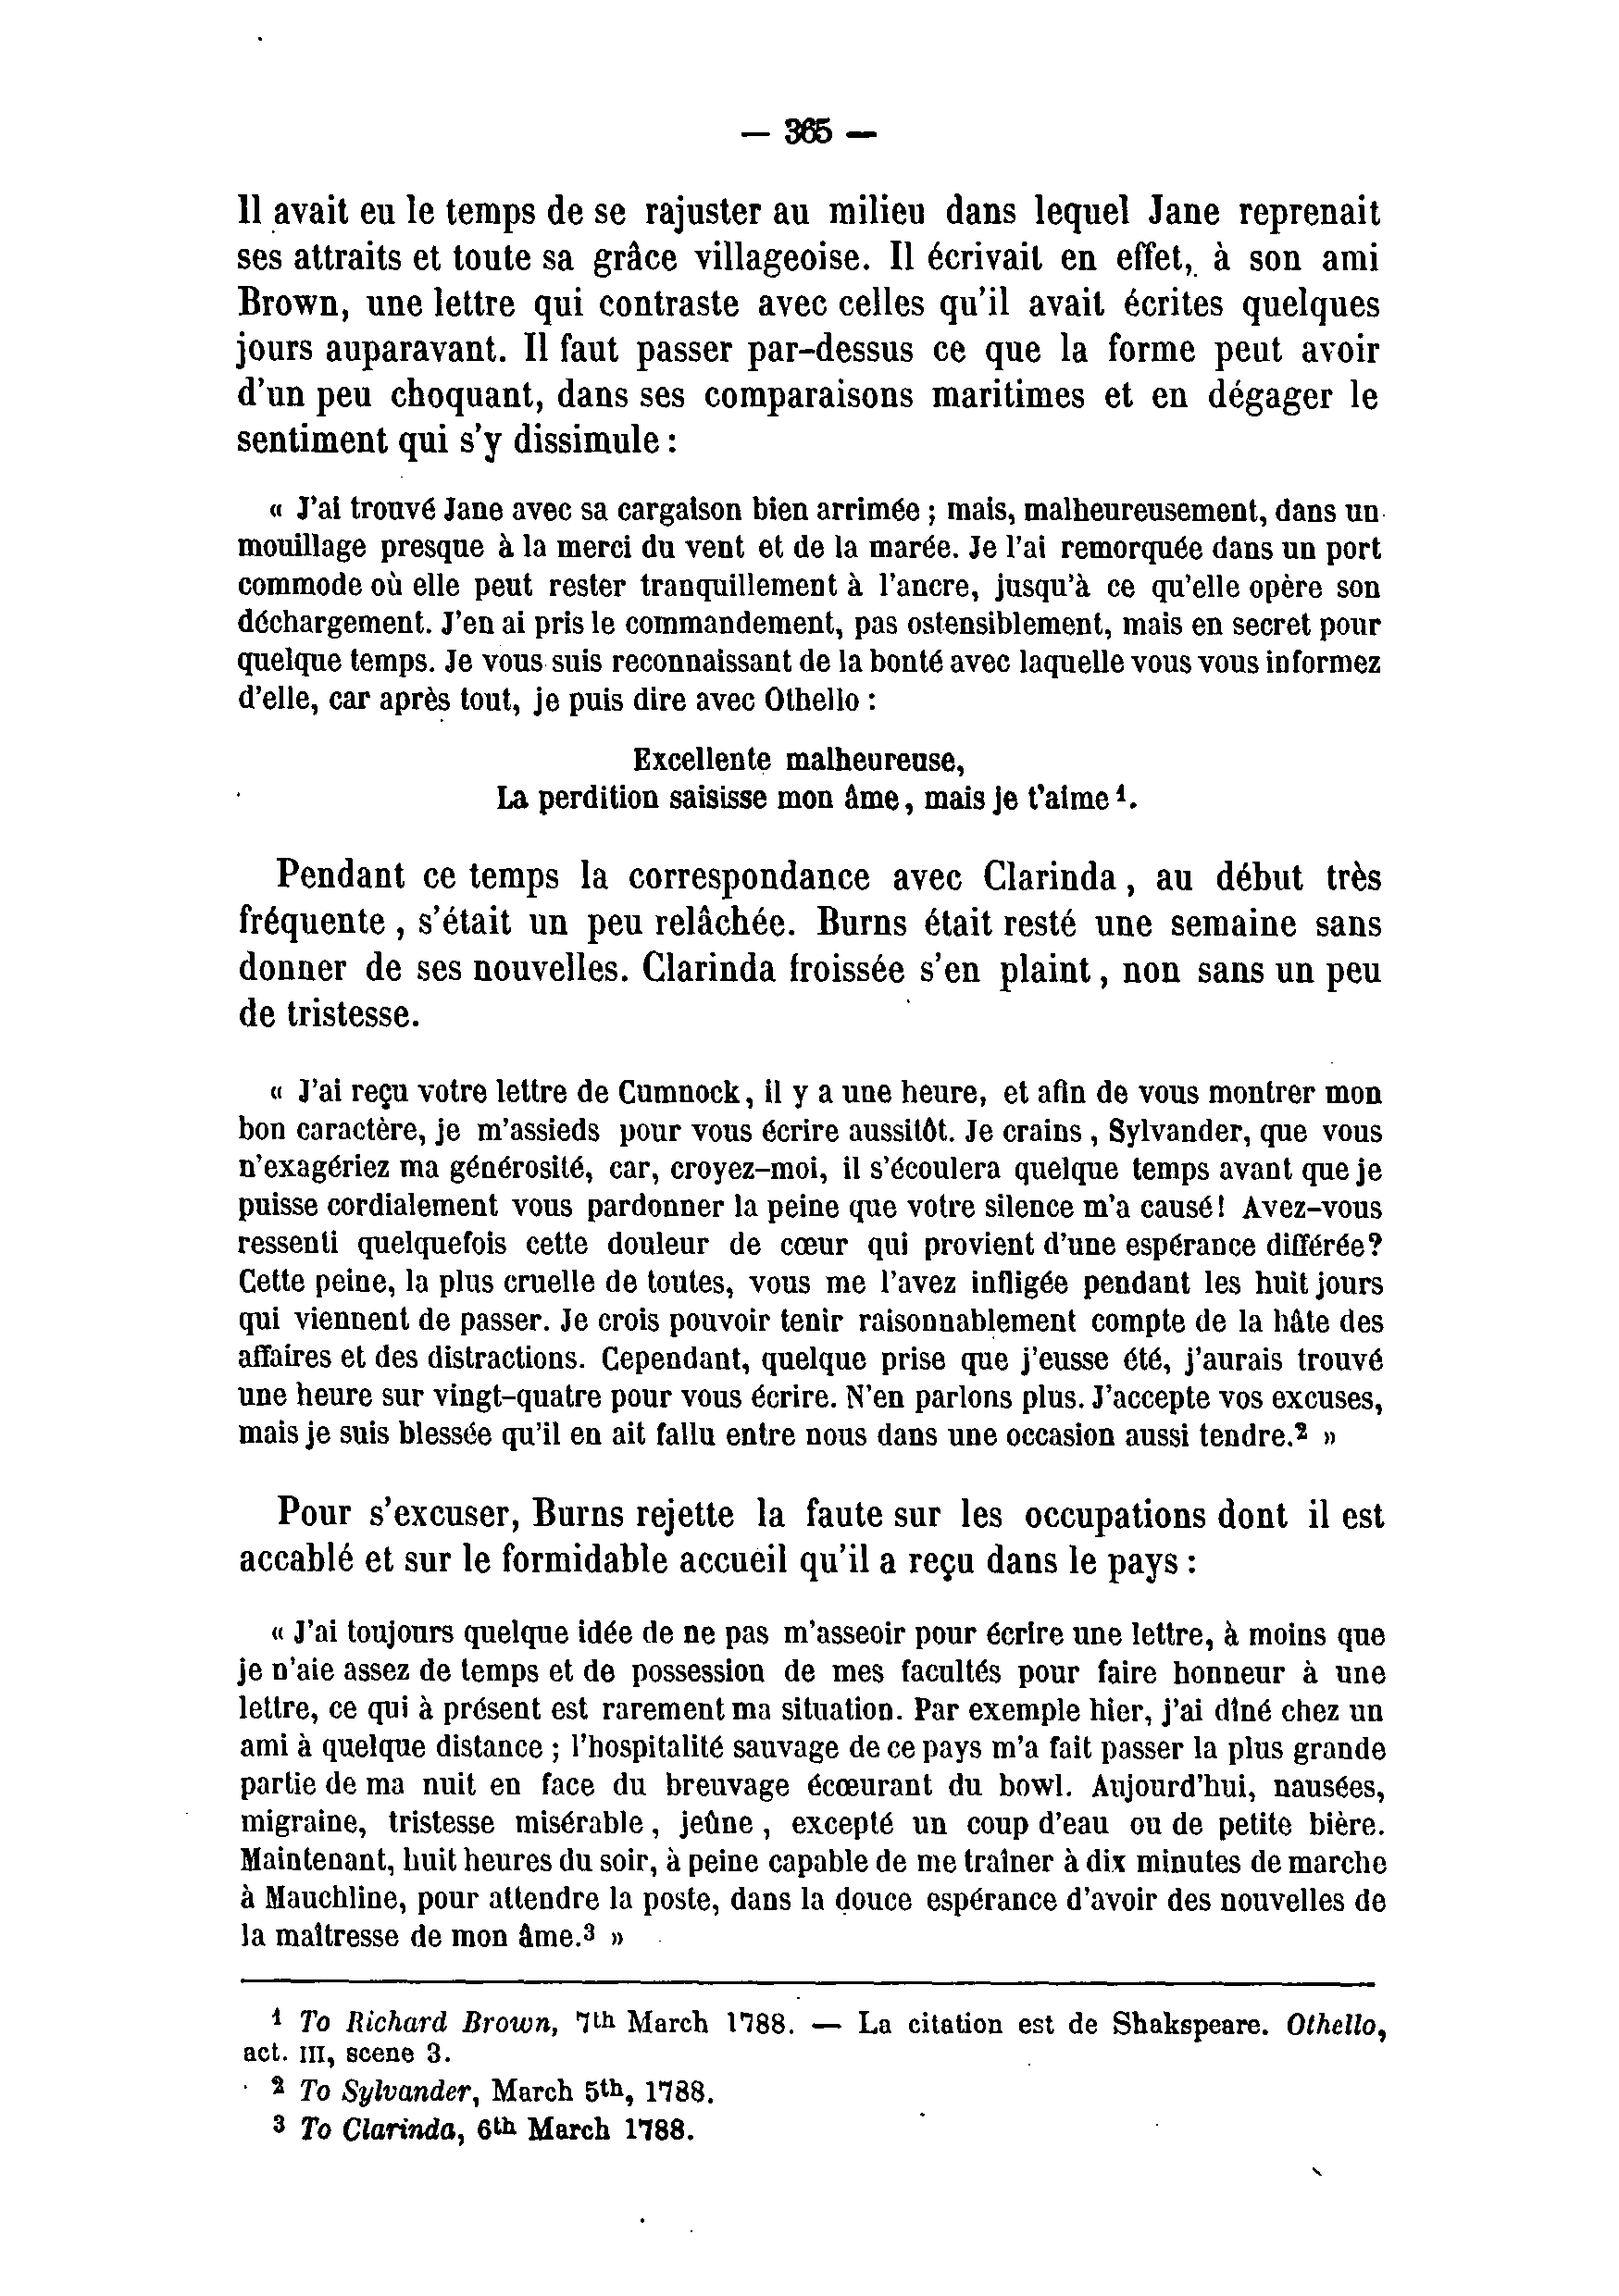 — 365 —
Il avait eu le temps de se rajuster au milieu dans lequel Jane reprenait
ses attraits et toute sa grâce villageoise. Il écrivait en effet, à son ami
Brown, une lettre qui contraste avec celles qu'il avait écrites quelques
jours auparavant. Il faut passer par-dessus ce que la forme peut avoir
d'un peu choquant, dans ses comparaisons maritimes et en dégager le
sentiment qui s'y dissimule :
« J'ai trouvé Jane avec sa cargaison bien arrimée ; mais, malheureusement, dans un
mouillage presque à la merci du vent et de la marée. Je l'ai remorquée dans un port
commode où elle peut rester tranquillement à l'ancre, jusqu'à ce qu'elle opère son
déchargement. J'en ai pris le commandement, pas ostensiblement, mais en secret pour
quelque temps. Je vous suis reconnaissant de la bonté avec laquelle vous vous informez
d'elle, car après tout, je puis dire avec Othello :
Excellente malheureuse,
La perdition saisisse mon âme, mais je t'aime ¹.
Pendant ce temps la correspondance avec Clarinda, au début très
fréquente, s'était un peu relâchée. Burns était resté une semaine sans
donner de ses nouvelles. Clarinda froissée s'en plaint, non sans un peu
de tristesse.
« J'ai reçu votre lettre de Cumnock, il y a une heure, et afin de vous montrer mon
bon caractère, je m'assieds pour vous écrire aussitôt. Je crains, Sylvander, que vous
n'exagériez ma générosité, car, croyez-moi, il s'écoulera quelque temps avant que je
puisse cordialement vous pardonner la peine que votre silence m'a causé! Avez-vous
ressenti quelquefois cette douleur de cœur qui provient d'une espérance différée?
Cette peine, la plus cruelle de toutes, vous me l'avez infligée pendant les huit jours
qui viennent de passer. Je crois pouvoir tenir raisonnablement compte de la hâte des
affaires et des distractions. Cependant, quelque prise que j'eusse été, j'aurais trouvé
une heure sur vingt-quatre pour vous écrire. N'en parlons plus. J'accepte vos excuses,
mais je suis blessée qu'il en ait fallu entre nous dans une occasion aussi tendre.² »
Pour s'excuser, Burns rejette la faute sur les occupations dont il est
accablé et sur le formidable accueil qu'il a reçu dans le pays :
« J'ai toujours quelque idée de ne pas m'asseoir pour écrire une lettre, à moins que
je n'aie assez de temps et de possession de mes facultés pour faire honneur à une
lettre, ce qui à présent est rarement ma situation. Par exemple hier, j'ai dîné chez un
ami à quelque distance ; l'hospitalité sauvage de ce pays m'a fait passer la plus grande
partie de ma nuit en face du breuvage écœurant du bowl. Aujourd'hui, nausées,
migraine, tristesse misérable, jeûne, excepté un coup d'eau ou de petite bière.
Maintenant, huit heures du soir, à peine capable de me traîner à dix minutes de marche
à Mauchline, pour attendre la poste, dans la douce espérance d'avoir des nouvelles de
la maîtresse de mon âme.³ »
¹ To Richard Brown, 7th March 1788. — La citation est de Shakspeare. Othello,
act. III, scene 3.
² To Sylvander, March 5th, 1788.
³ To Clarinda, 6th March 1788.